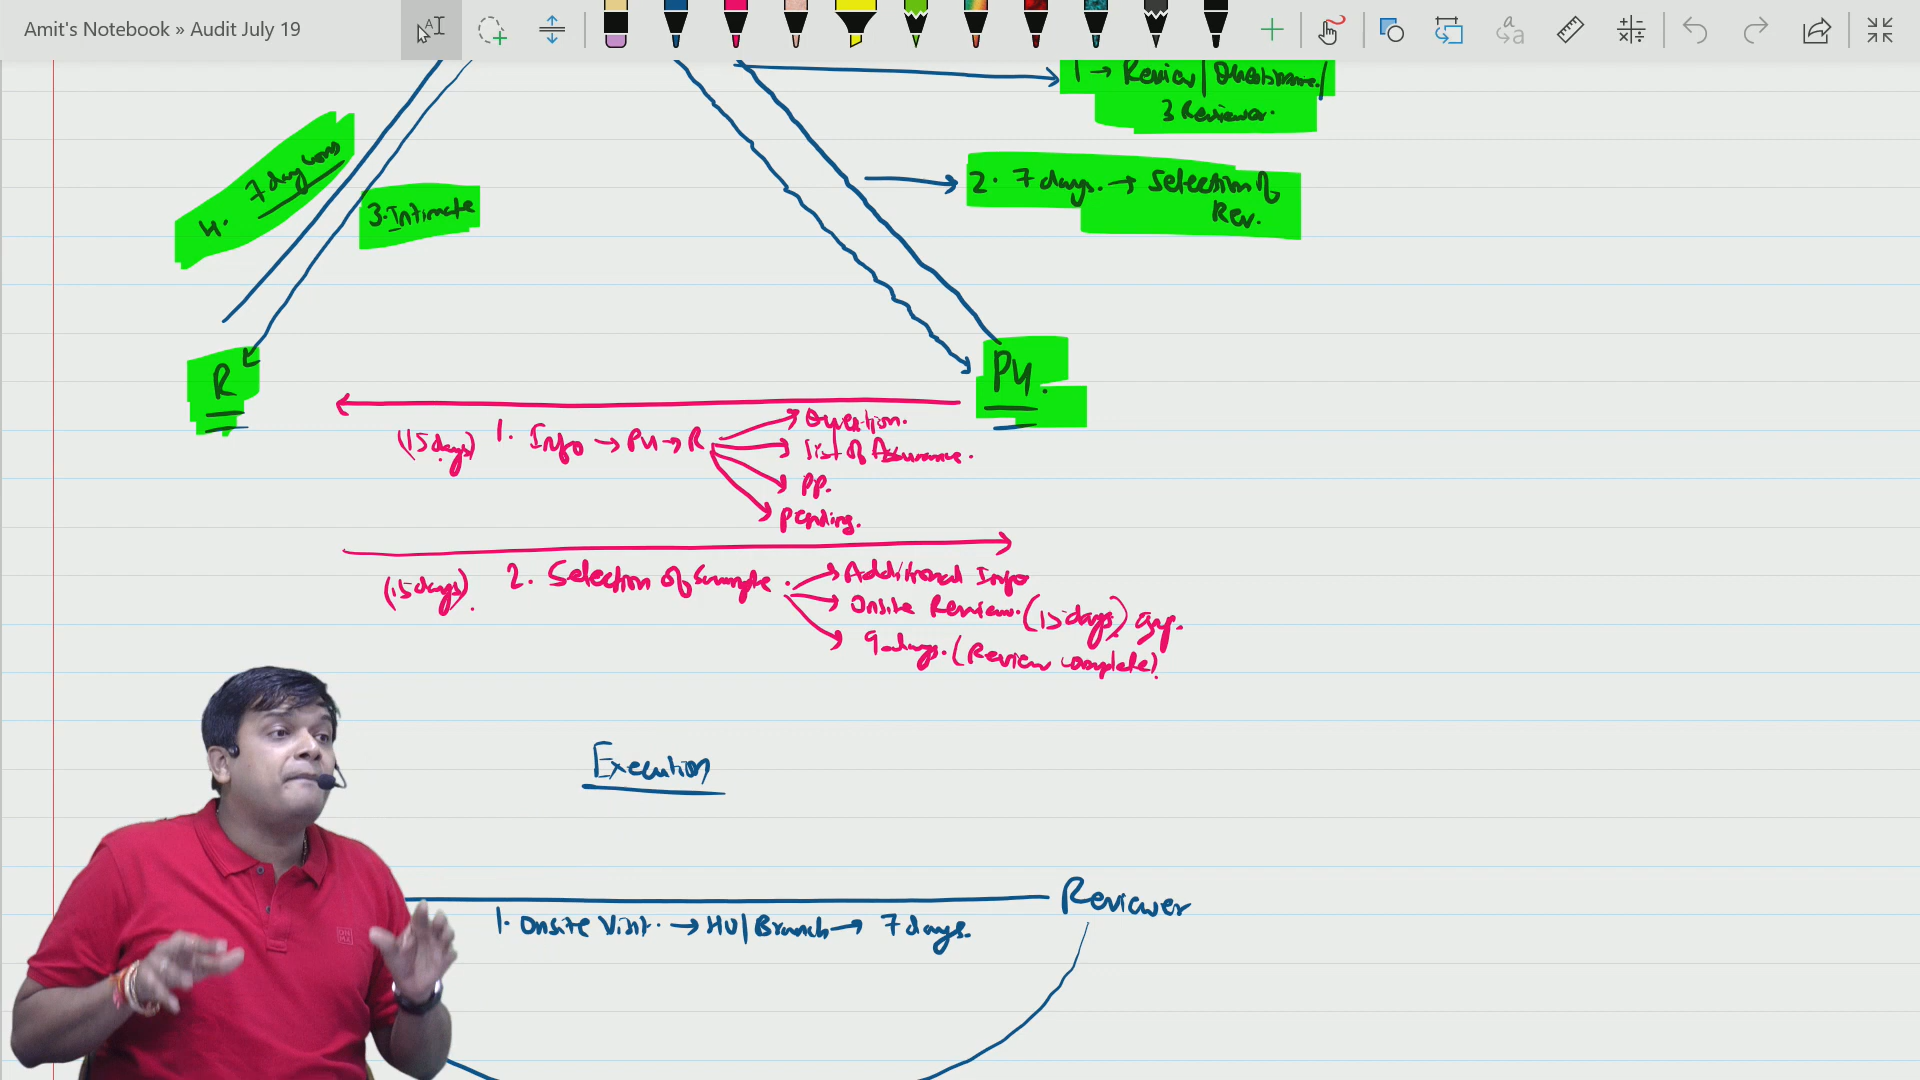 Amit's Notebook » Audit July 19
1 → Review / Questionnaire /
3 Reviewer.
4. 7 days
3. Intimate
2. 7 days. → Selection of
Rev.
R
PU.
(15 days) 1. Info → PU → R
Question.
list of Assurance.
PP.
Pending.
(15 days). 2. Selection of Sample.
Additional Info
Onsite Review. (15 days) gap.
90 days. (Review complete).
Execution
Reviewer
1. Onsite Visit. → HO/Branch → 7 days.